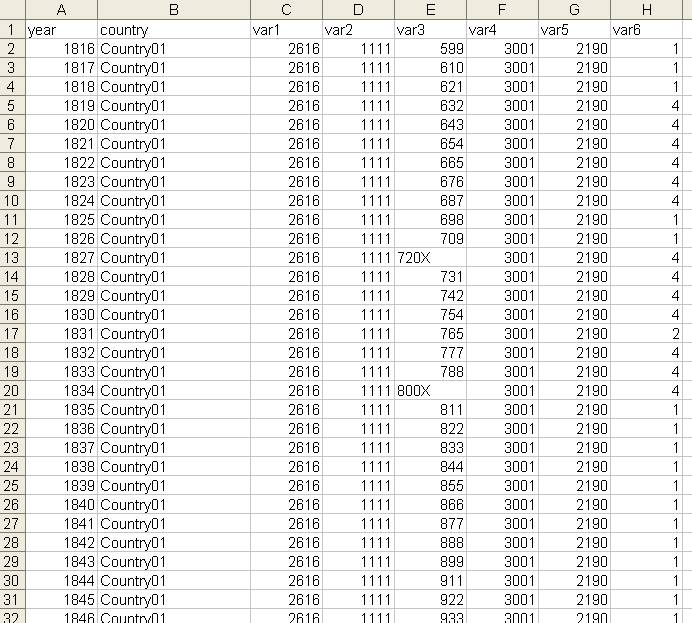 A B C D E F G H
1 year country var1 var2 var3 var4 var5 var6
2 1816 Country01 2616 1111 599 3001 2190 1
3 1817 Country01 2616 1111 610 3001 2190 1
4 1818 Country01 2616 1111 621 3001 2190 1
5 1819 Country01 2616 1111 632 3001 2190 4
6 1820 Country01 2616 1111 643 3001 2190 4
7 1821 Country01 2616 1111 654 3001 2190 4
8 1822 Country01 2616 1111 665 3001 2190 4
9 1823 Country01 2616 1111 676 3001 2190 4
10 1824 Country01 2616 1111 687 3001 2190 4
11 1825 Country01 2616 1111 698 3001 2190 1
12 1826 Country01 2616 1111 709 3001 2190 1
13 1827 Country01 2616 1111 720X 3001 2190 4
14 1828 Country01 2616 1111 731 3001 2190 4
15 1829 Country01 2616 1111 742 3001 2190 4
16 1830 Country01 2616 1111 754 3001 2190 4
17 1831 Country01 2616 1111 765 3001 2190 2
18 1832 Country01 2616 1111 777 3001 2190 4
19 1833 Country01 2616 1111 788 3001 2190 4
20 1834 Country01 2616 1111 800X 3001 2190 4
21 1835 Country01 2616 1111 811 3001 2190 1
22 1836 Country01 2616 1111 822 3001 2190 1
23 1837 Country01 2616 1111 833 3001 2190 1
24 1838 Country01 2616 1111 844 3001 2190 1
25 1839 Country01 2616 1111 855 3001 2190 1
26 1840 Country01 2616 1111 866 3001 2190 1
27 1841 Country01 2616 1111 877 3001 2190 1
28 1842 Country01 2616 1111 888 3001 2190 1
29 1843 Country01 2616 1111 899 3001 2190 1
30 1844 Country01 2616 1111 911 3001 2190 1
31 1845 Country01 2616 1111 922 3001 2190 1
32 1846 Country01 2616 1111 933 3001 2190 1